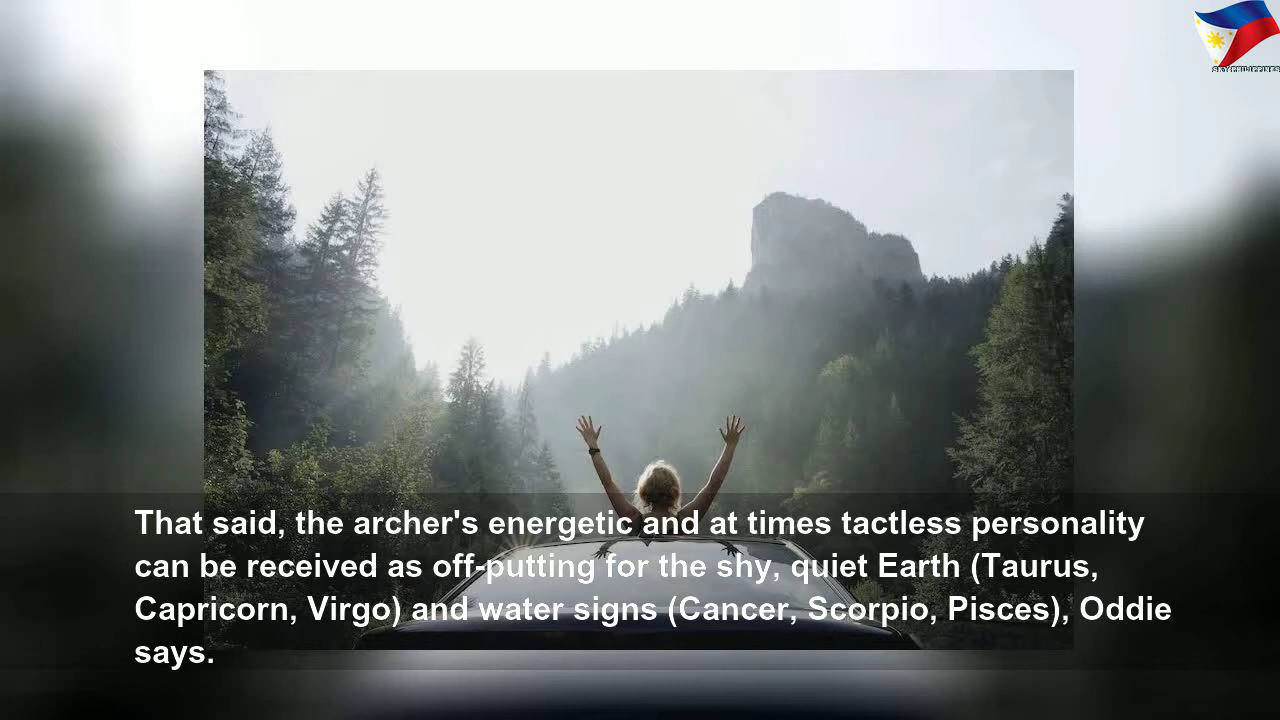 SKYPHILIPPINES
That said, the archer's energetic and at times tactless personality
can be received as off-putting for the shy, quiet Earth (Taurus,
Capricorn, Virgo) and water signs (Cancer, Scorpio, Pisces), Oddie
says.